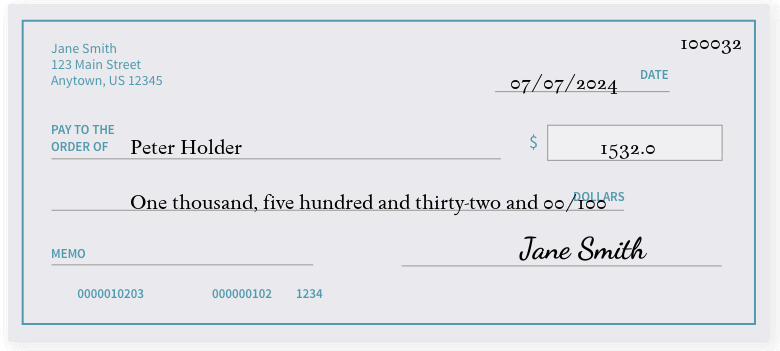 Jane Smith
123 Main Street
Anytown, US 12345
100032
07/07/2024 DATE
PAY TO THE
ORDER OF Peter Holder
$ 1532.0
One thousand, five hundred and thirty-two and 00/100 DOLLARS
MEMO
Jane Smith
0000010203 000000102 1234